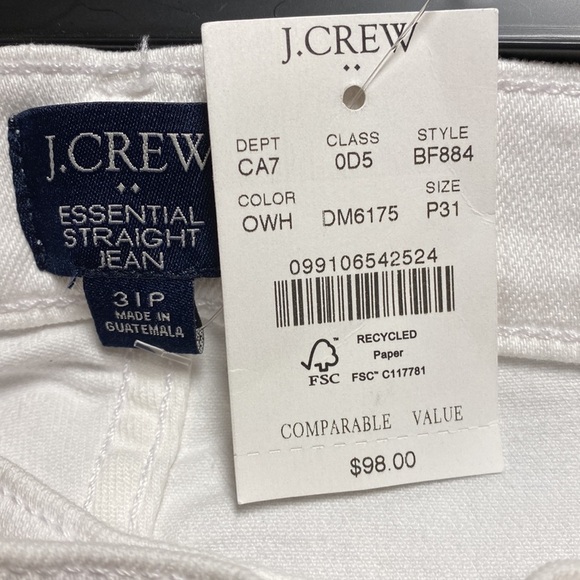 J.CREW
ESSENTIAL
STRAIGHT
JEAN
31P
MADE IN
GUATEMALA
J.CREW
DEPT CLASS STYLE
CA7 0D5 BF884
COLOR SIZE
OWH DM6175 P31
099106542524
FSC
RECYCLED
Paper
FSC™ C117781
COMPARABLE VALUE
$98.00